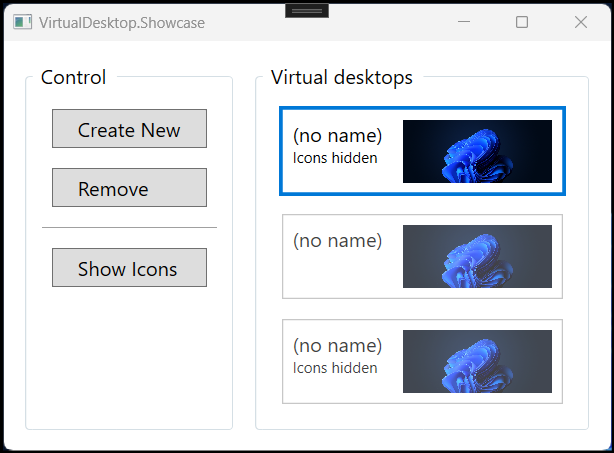 VirtualDesktop.Showcase
Control
Create New
Remove
Show Icons
Virtual desktops
(no name)
Icons hidden
(no name)
(no name)
Icons hidden